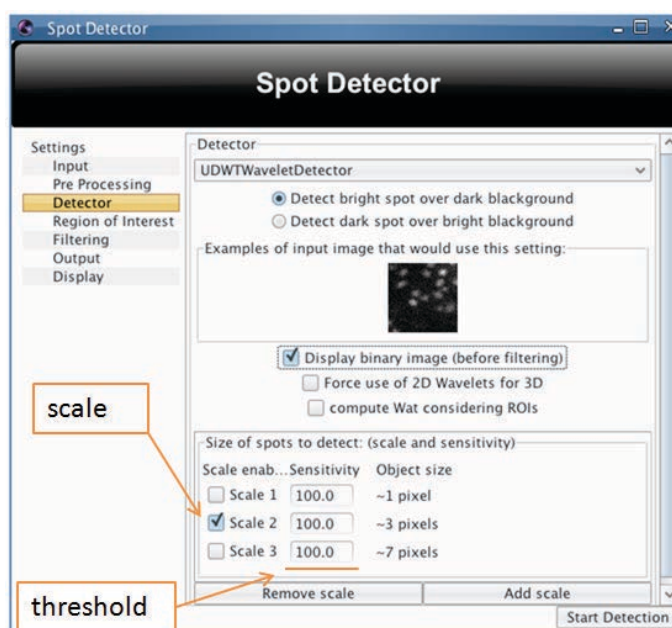 Spot Detector
Spot Detector
Settings
Input
Pre Processing
Detector
Region of Interest
Filtering
Output
Display
Detector
UDWTWaveletDetector
Detect bright spot over dark blackground
Detect dark spot over bright blackground
Examples of input image that would use this setting:
Display binary image (before filtering)
Force use of 2D Wavelets for 3D
compute Wat considering ROIs
scale
Size of spots to detect: (scale and sensitivity)
Scale enab... Sensitivity Object size
Scale 1 100.0 ~1 pixel
Scale 2 100.0 ~3 pixels
Scale 3 100.0 ~7 pixels
threshold
Remove scale Add scale
Start Detection